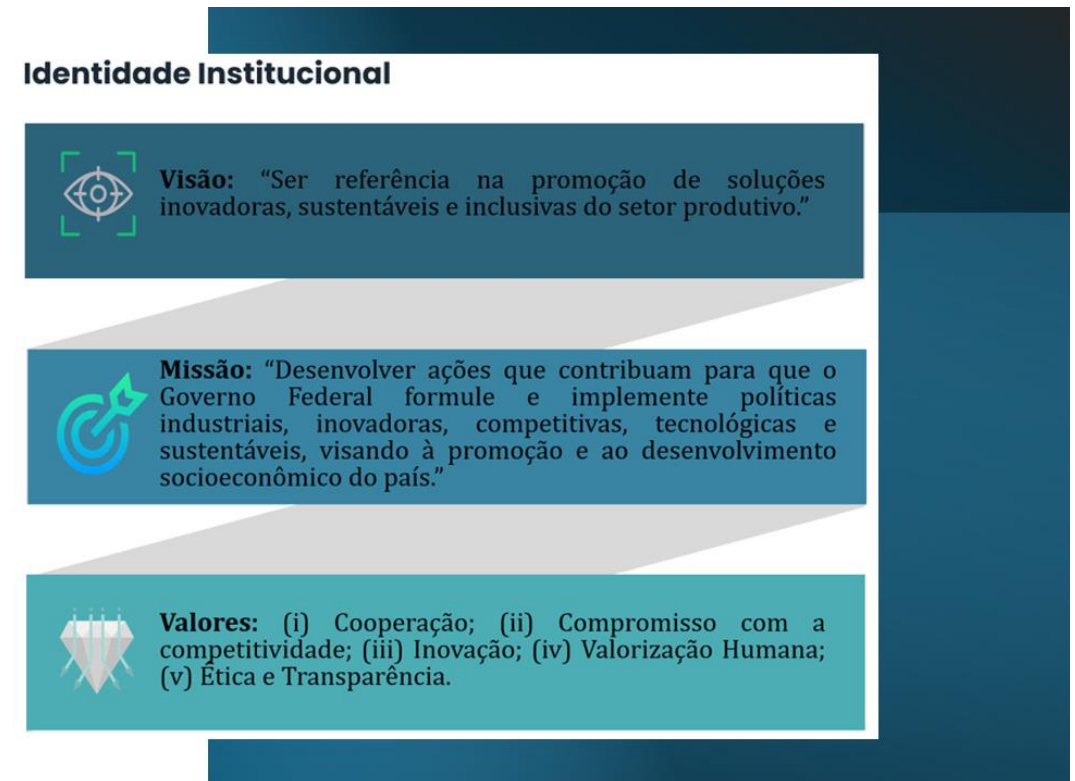 Identidade Institucional
Visão: “Ser referência na promoção de soluções
inovadoras, sustentáveis e inclusivas do setor produtivo.”
Missão: “Desenvolver ações que contribuam para que o
Governo Federal formule e implemente políticas
industriais, inovadoras, competitivas, tecnológicas e
sustentáveis, visando à promoção e ao desenvolvimento
socioeconômico do país.”
Valores: (i) Cooperação; (ii) Compromisso com a
competitividade; (iii) Inovação; (iv) Valorização Humana;
(v) Ética e Transparência.